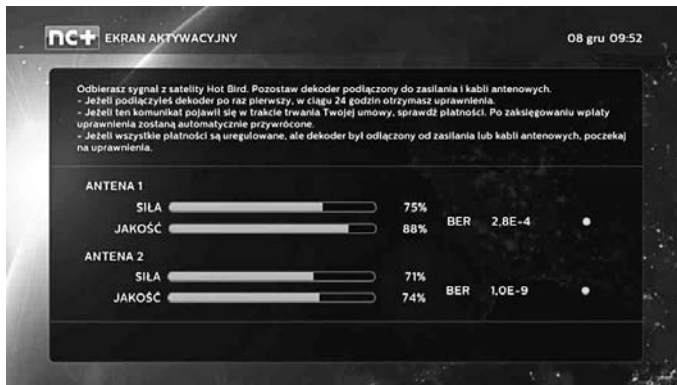 nc+ EKRAN AKTYWACYJNY 08 gru 09:52
Odbierasz sygnał z satelity Hot Bird. Pozostaw dekoder podłączony do zasilania i kabli antenowych.
- Jeżeli podłączyłeś dekoder po raz pierwszy, w ciągu 24 godzin otrzymasz uprawnienia.
- Jeżeli ten komunikat pojawił się w trakcie trwania Twojej umowy, sprawdź płatności. Po zaksięgowaniu wpłaty
uprawnienia zostaną automatycznie przywrócone.
- Jeżeli wszystkie płatności są uregulowane, ale dekoder był odłączony od zasilania lub kabli antenowych, poczekaj
na uprawnienia.
ANTENA 1
SIŁA 75%
BER 2,8E-4
JAKOŚĆ 88%
ANTENA 2
SIŁA 71%
BER 1,0E-9
JAKOŚĆ 74%